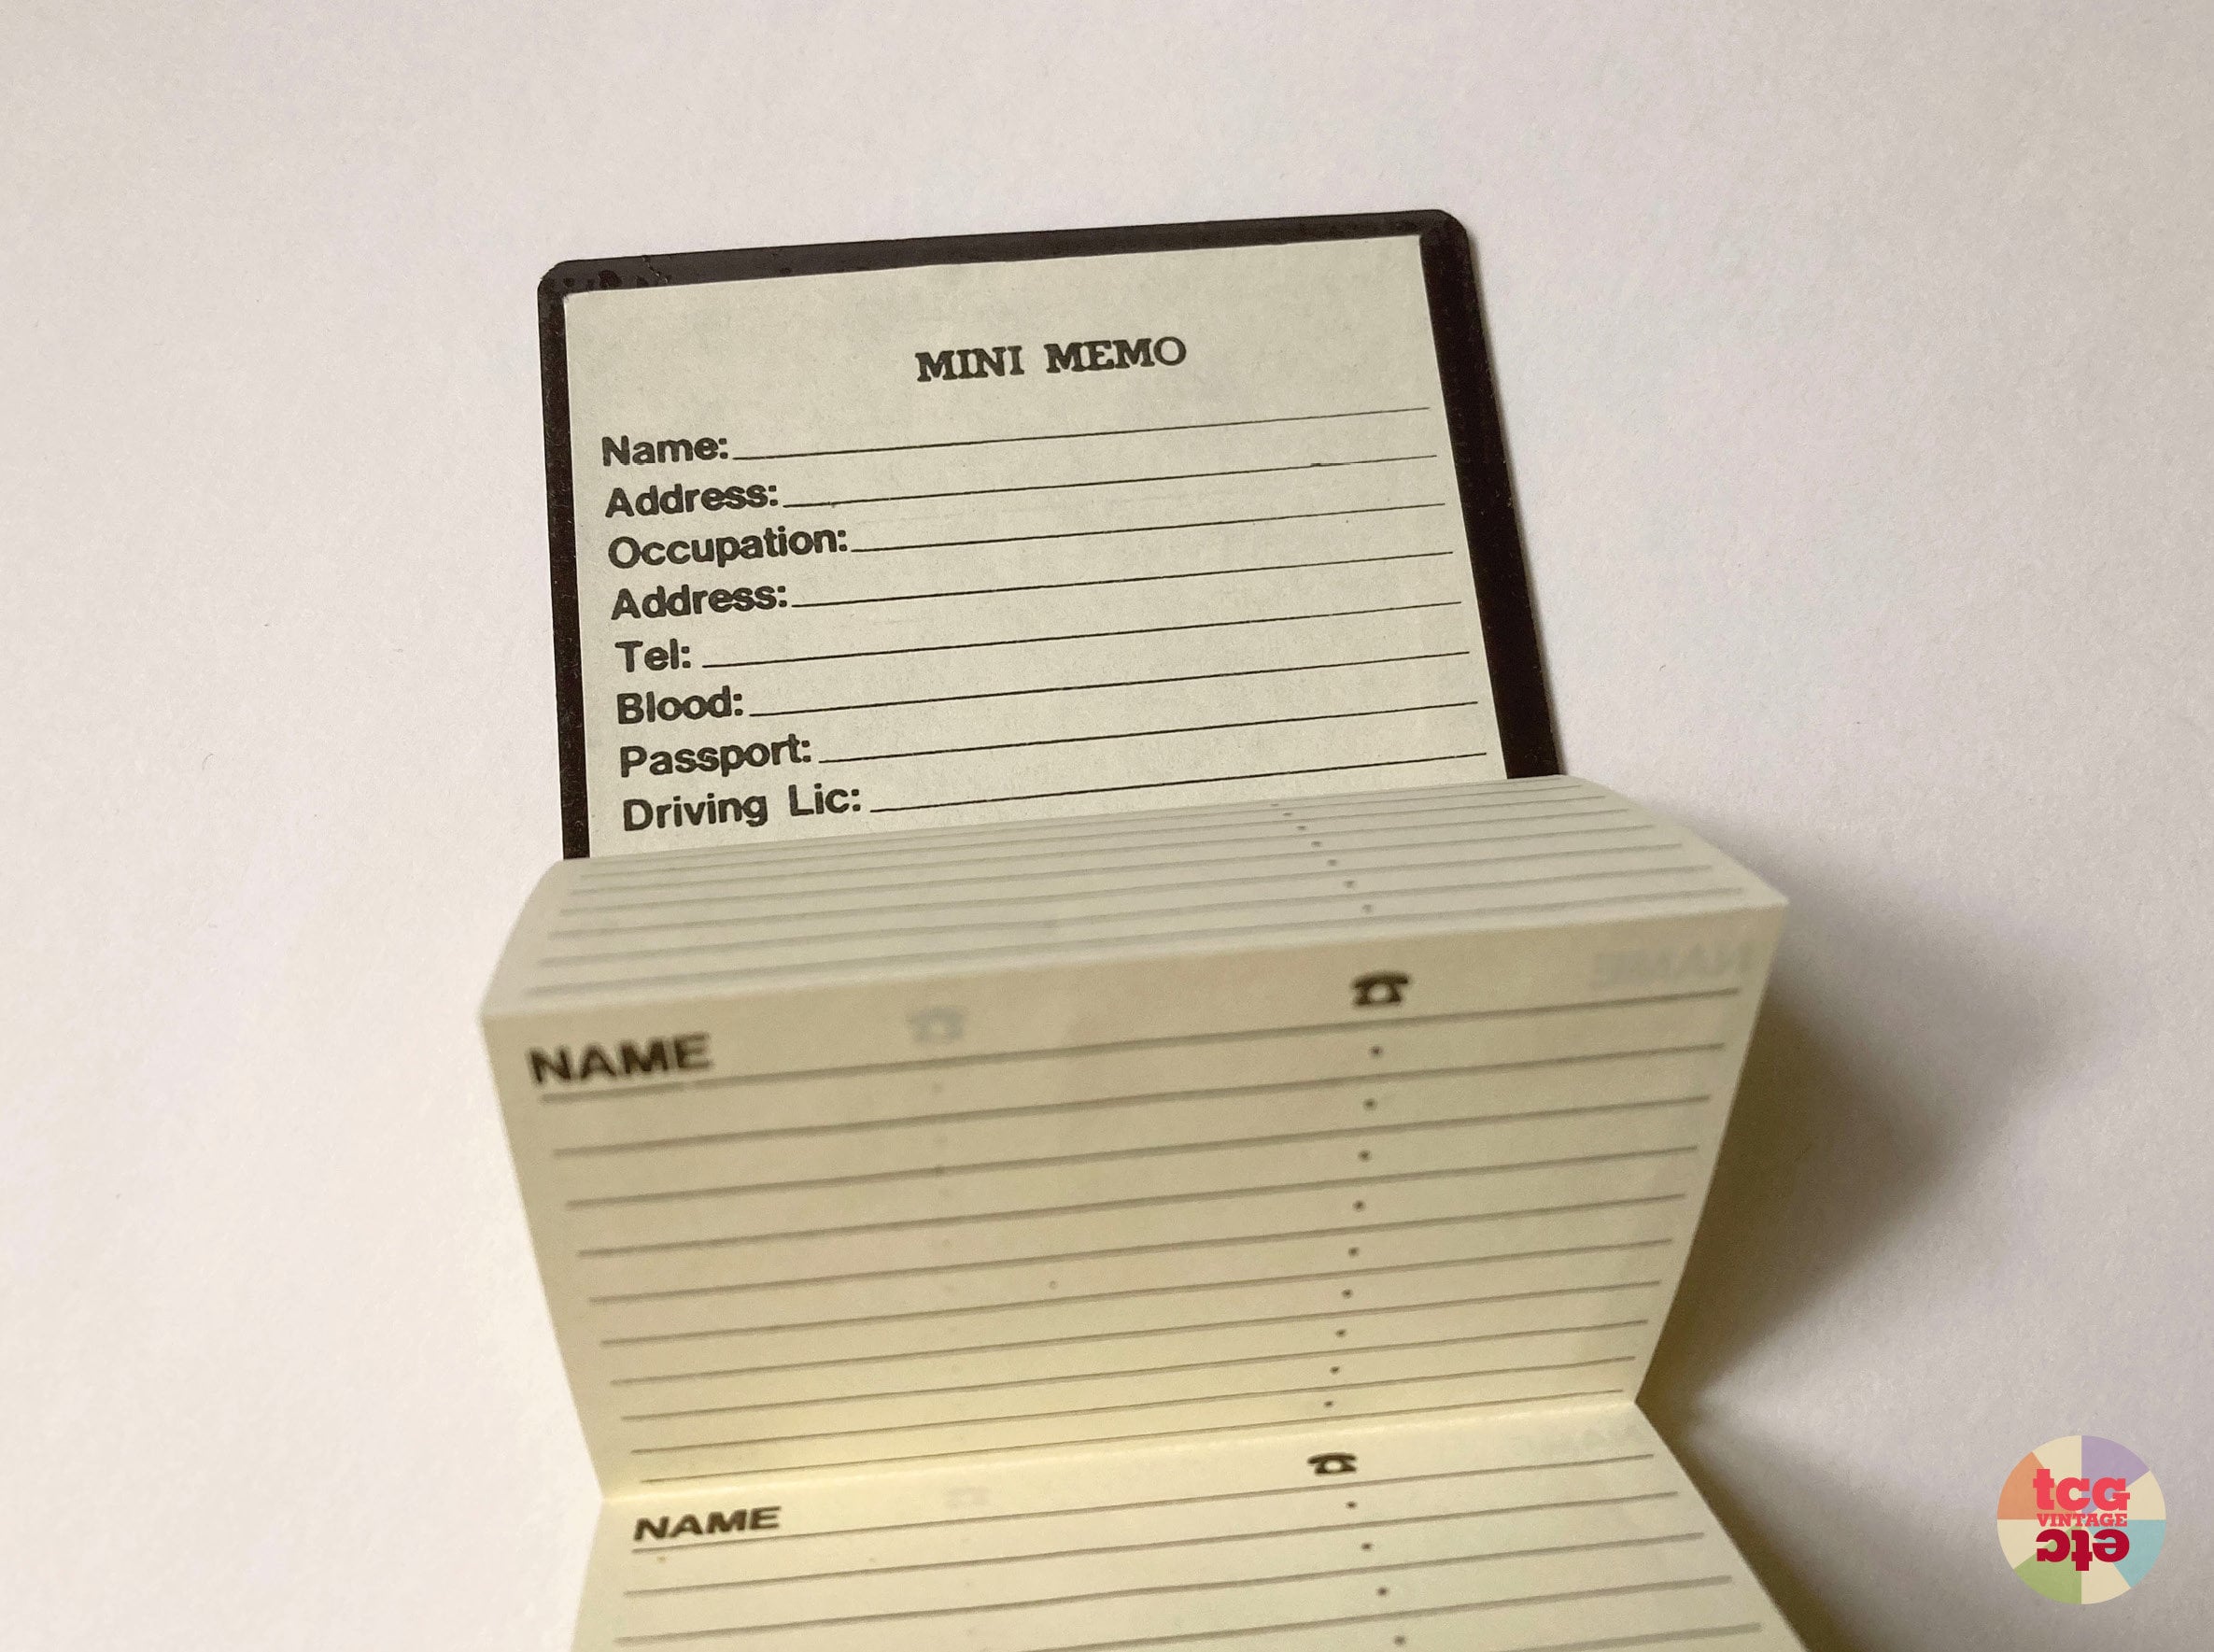 MINI MEMO
Name:
Address:
Occupation:
Address:
Tel:
Blood:
Passport:
Driving Lic:
NAME ☎
NAME ☎
tcg
VINTAGE
etc